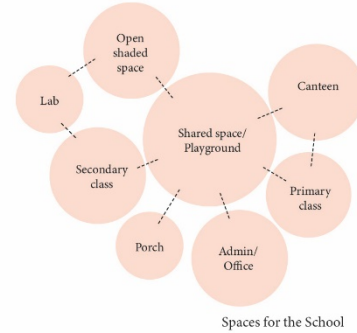 Open
shaded
space
Canteen
Lab
Shared space/
Playground
Secondary
class
Primary
class
Porch
Admin/
Office
Spaces for the School